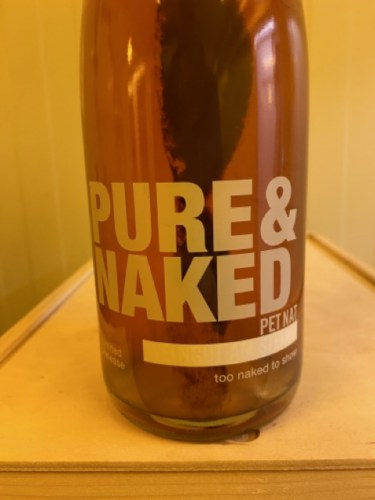 PURE &
NAKED
PET NAT
too naked to show